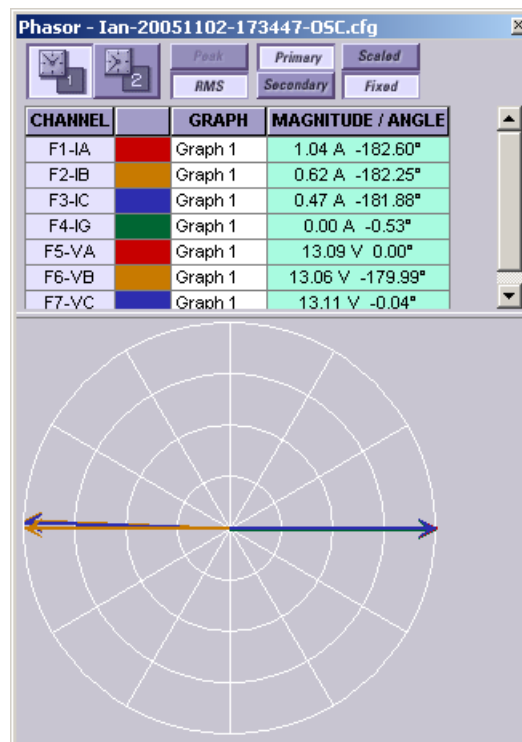 Phasor - Ian-20051102-173447-OSC.cfg
1 2 Peak Primary Scaled
RMS Secondary Fixed
CHANNEL GRAPH MAGNITUDE / ANGLE
F1-IA Graph 1 1.04 A -182.60°
F2-IB Graph 1 0.62 A -182.25°
F3-IC Graph 1 0.47 A -181.88°
F4-IG Graph 1 0.00 A -0.53°
F5-VA Graph 1 13.09 V 0.00°
F6-VB Graph 1 13.06 V -179.99°
F7-VC Graph 1 13.11 V -0.04°